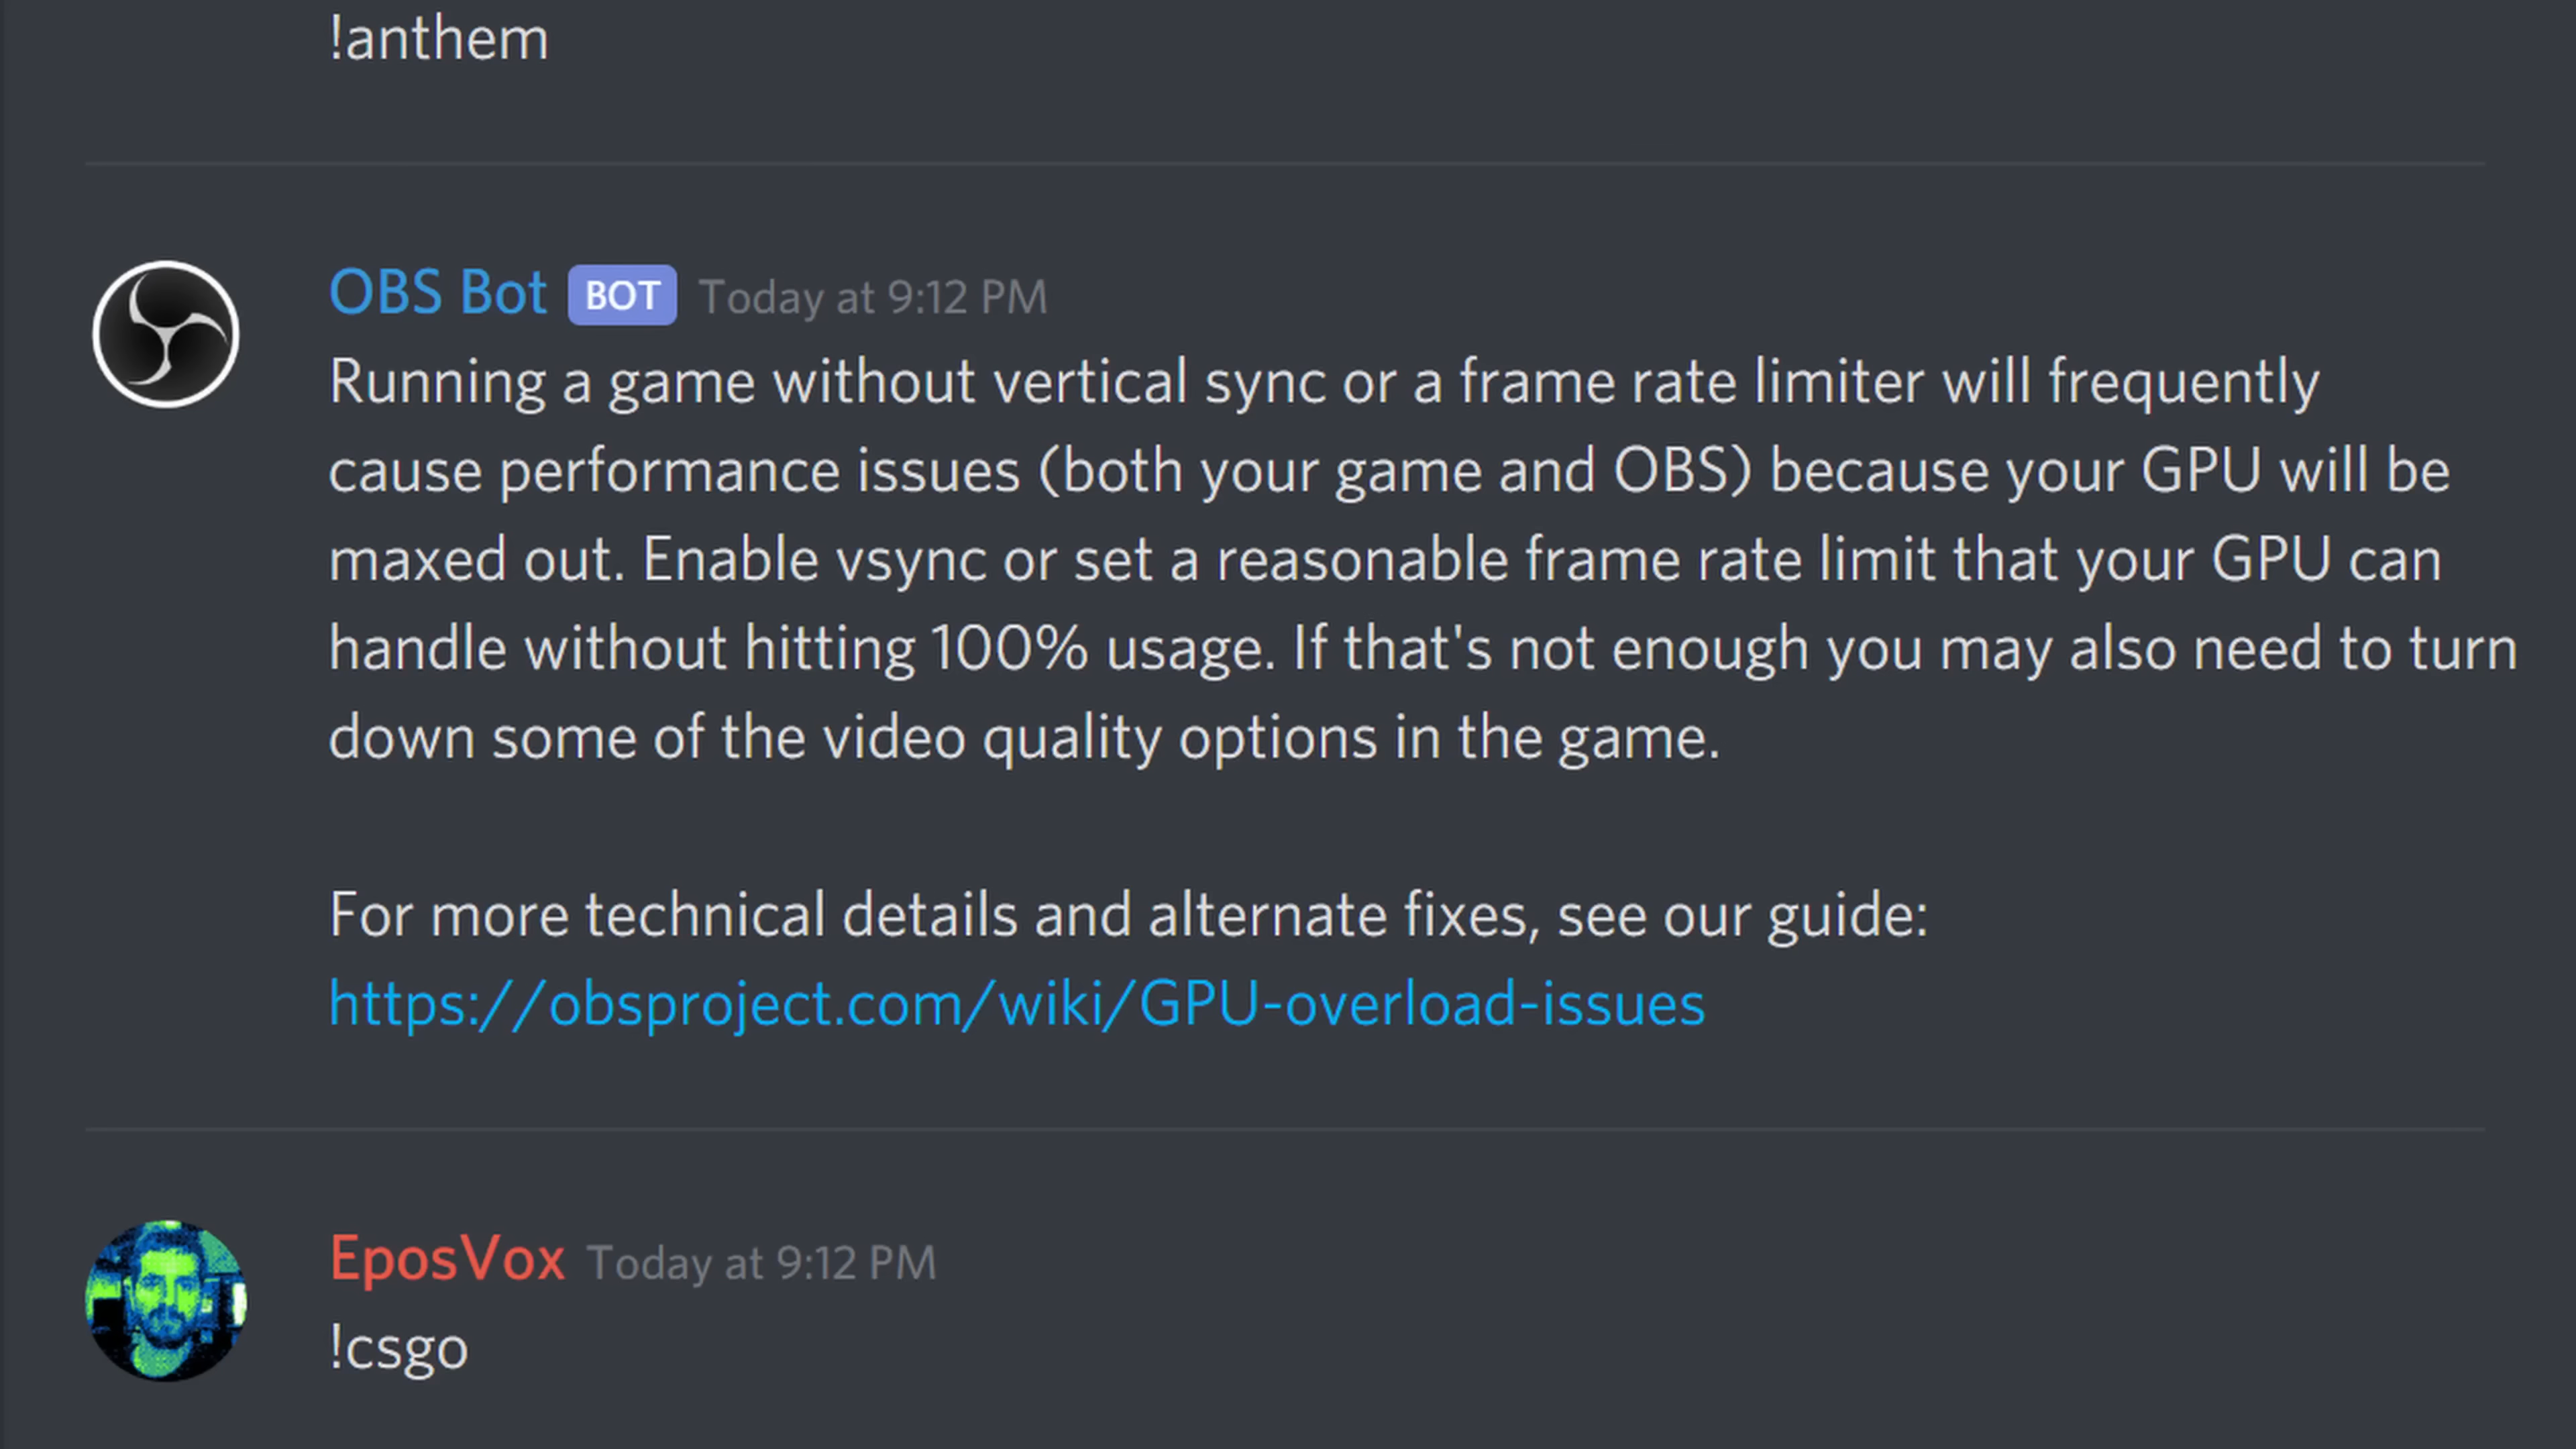 !anthem
OBS Bot BOT Today at 9:12 PM
Running a game without vertical sync or a frame rate limiter will frequently
cause performance issues (both your game and OBS) because your GPU will be
maxed out. Enable vsync or set a reasonable frame rate limit that your GPU can
handle without hitting 100% usage. If that's not enough you may also need to turn
down some of the video quality options in the game.
For more technical details and alternate fixes, see our guide:
https://obsproject.com/wiki/GPU-overload-issues
EposVox Today at 9:12 PM
!csgo